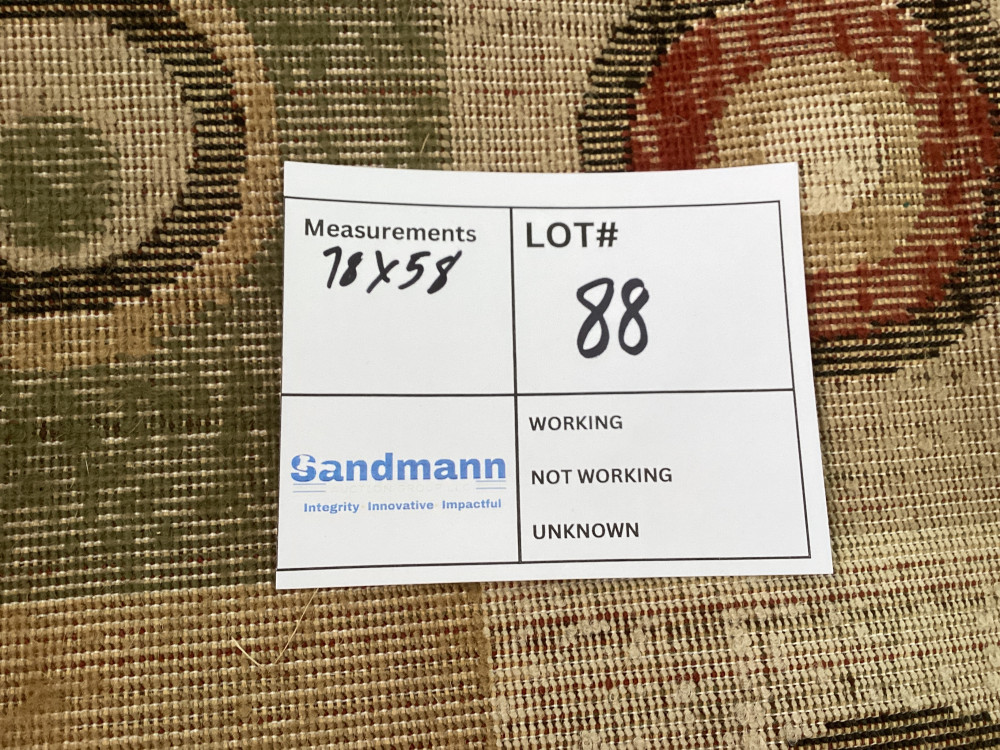 Measurements
78X58
LOT#
88
Sandmann
Integrity Innovative Impactful
WORKING
NOT WORKING
UNKNOWN